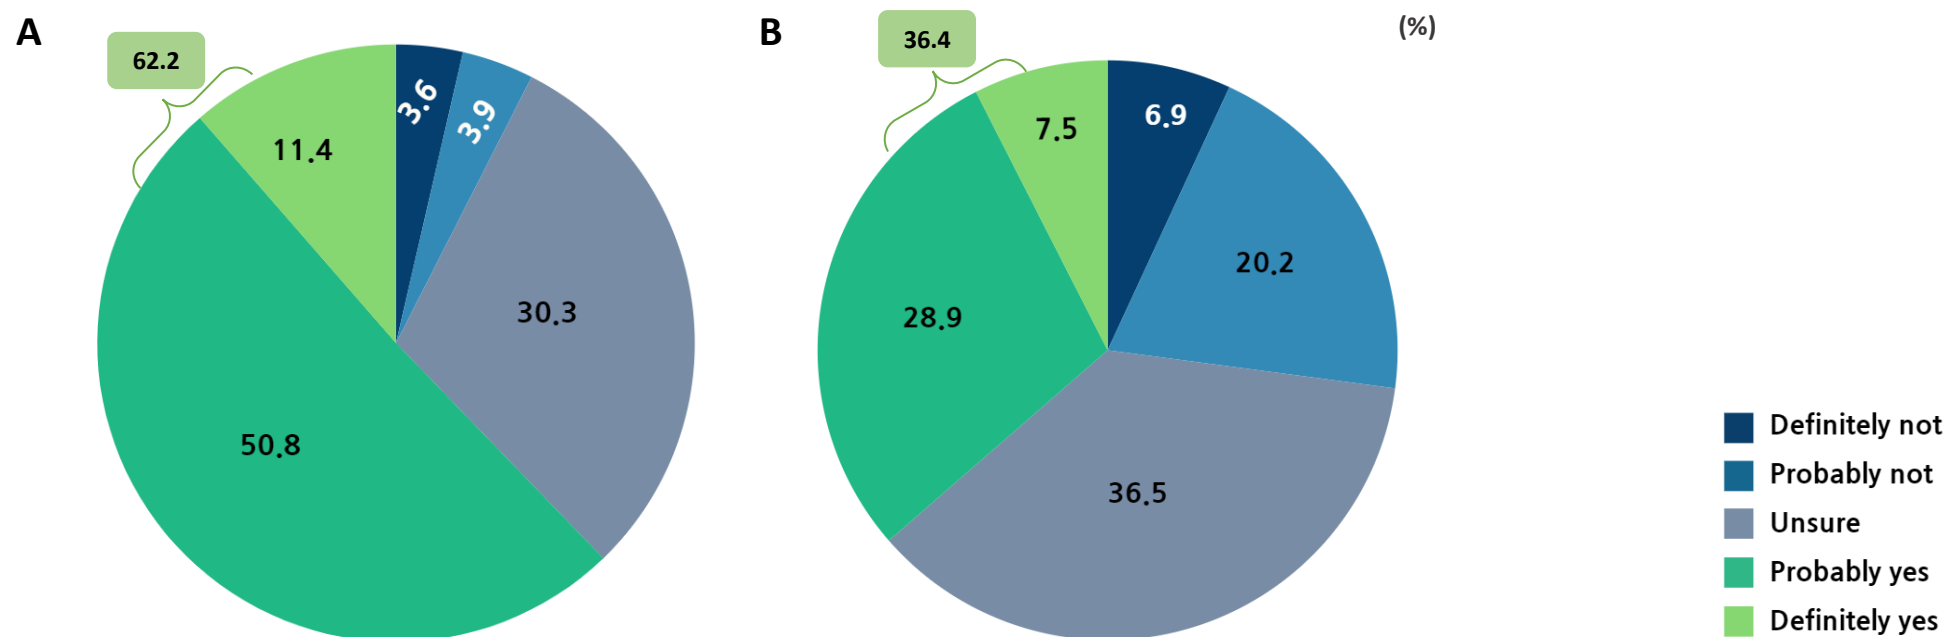 A
62.2
3.6
3.9
11.4
30.3
50.8
B
36.4
(%)
7.5
6.9
20.2
28.9
36.5
Definitely not
Probably not
Unsure
Probably yes
Definitely yes